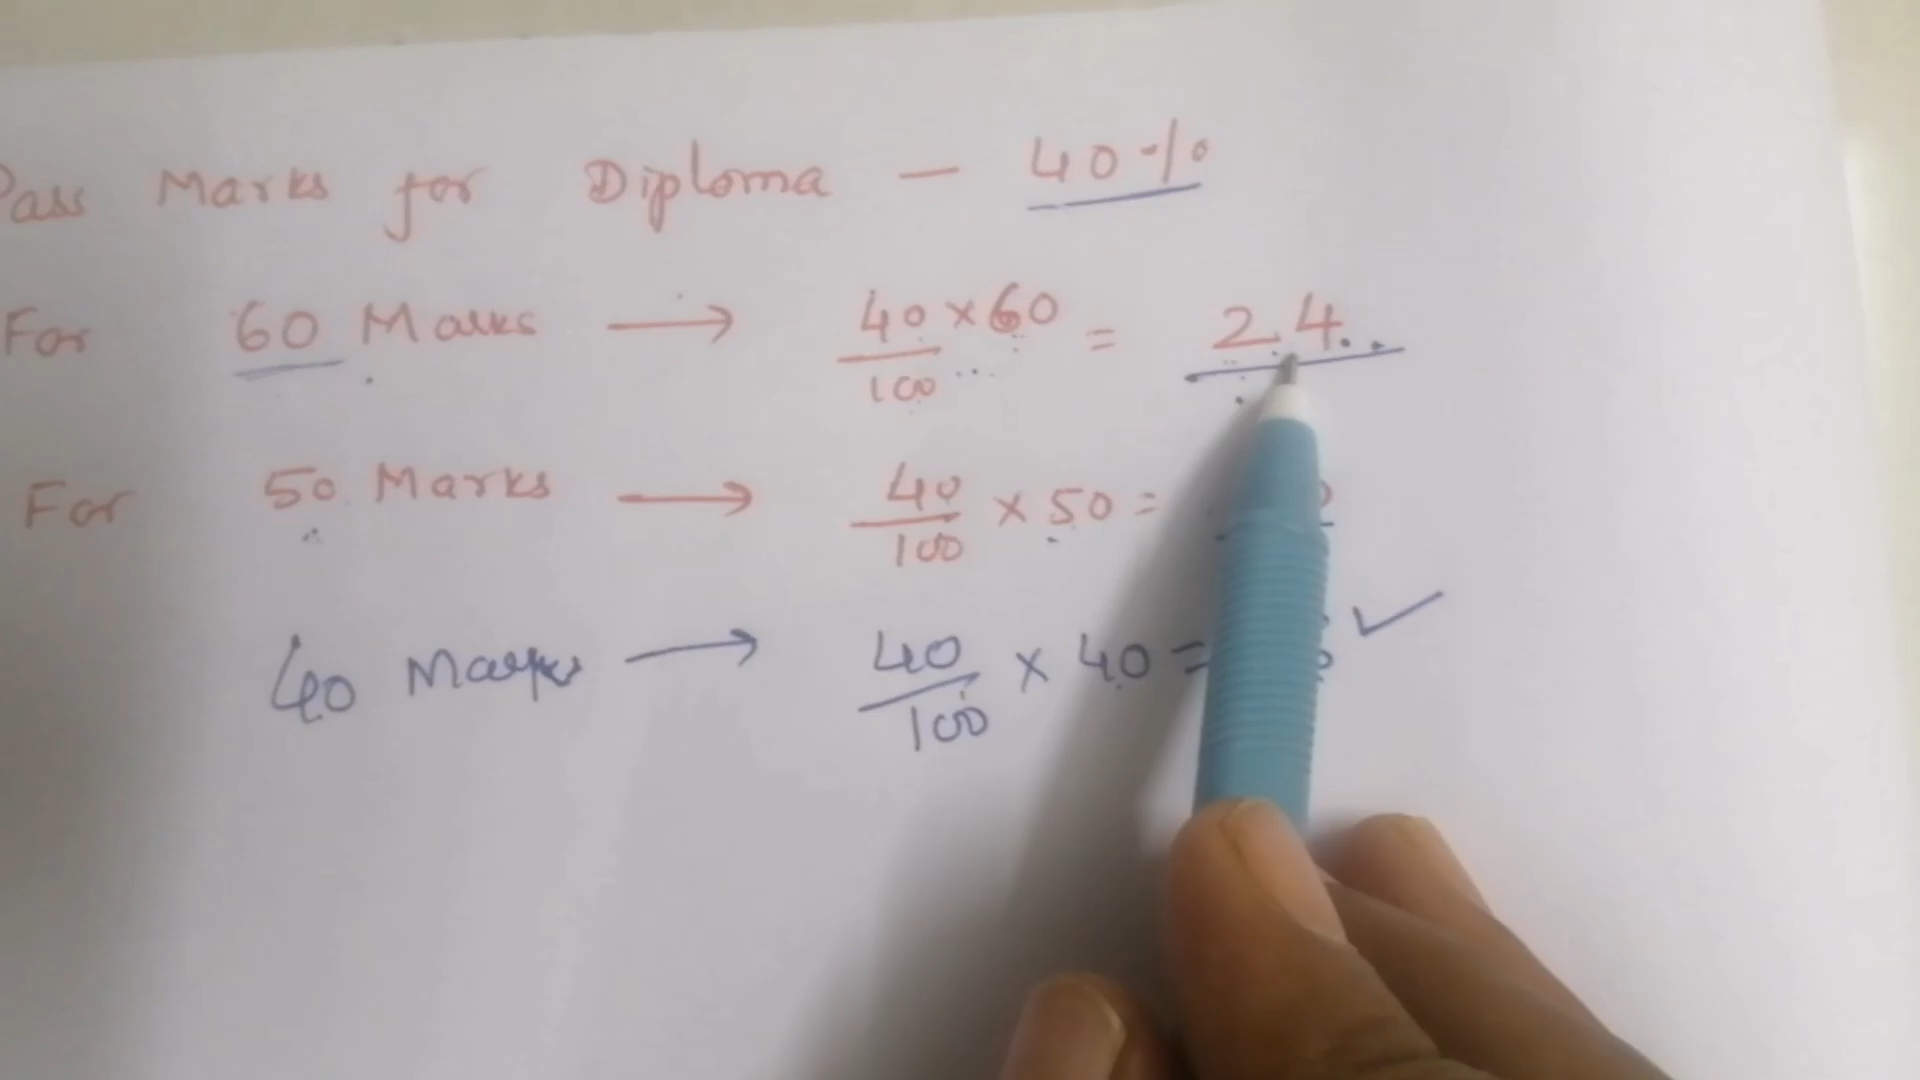 Pass Marks for Diploma - 40%
For 60 Marks → 40/100 × 60 = 24
For 50 Marks → 40/100 × 50 =
40 Marks → 40/100 × 40 =